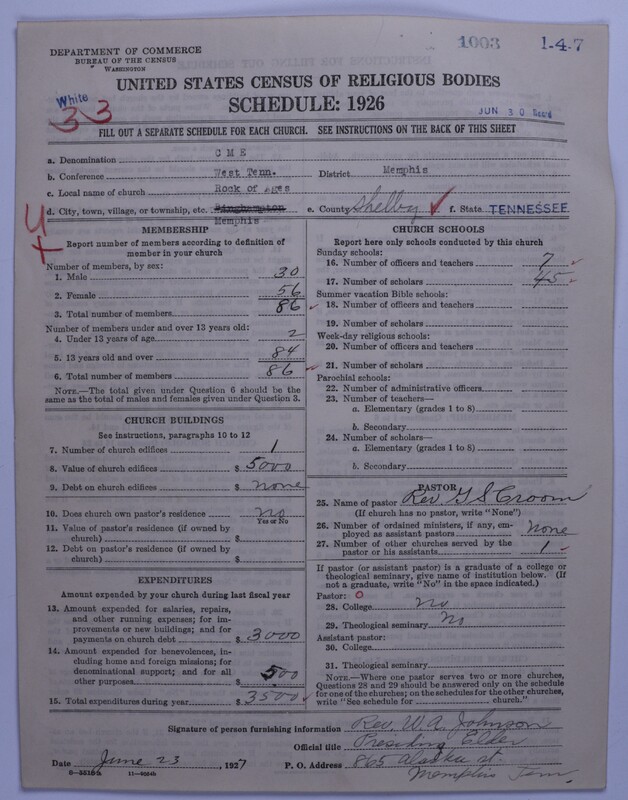 DEPARTMENT OF COMMERCE
BUREAU OF THE CENSUS
WASHINGTON
1003
1-4-7
UNITED STATES CENSUS OF RELIGIOUS BODIES
SCHEDULE: 1926
White
33
JUN 30
FILL OUT A SEPARATE SCHEDULE FOR EACH CHURCH. SEE INSTRUCTIONS ON THE BACK OF THIS SHEET
a. Denomination C M E
b. Conference West Tenn. District Memphis
c. Local name of church Rock of Ages
d. City, town, village, or township, etc. Binghampton e. County Shelby f. State TENNESSEE
Memphis
MEMBERSHIP
Report number of members according to definition of
member in your church
Number of members, by sex:
1. Male 30
2. Female 56
3. Total number of members 86
Number of members under and over 13 years old:
4. Under 13 years of age 2
5. 13 years old and over 84
6. Total number of members 86
NOTE.—The total given under Question 6 should be the
same as the total of males and females given under Question 3.
CHURCH BUILDINGS
See instructions, paragraphs 10 to 12
7. Number of church edifices 1
8. Value of church edifices $ 5000
9. Debt on church edifices $ none
10. Does church own pastor's residence no
Yes or No
11. Value of pastor's residence (if owned by
church) $
12. Debt on pastor's residence (if owned by
church) $
EXPENDITURES
Amount expended by your church during last fiscal year
13. Amount expended for salaries, repairs,
and other running expenses; for im-
provements or new buildings; and for
payments on church debt $ 3000
14. Amount expended for benevolences, in-
cluding home and foreign missions; for
denominational support; and for all
other purposes $ 500
15. Total expenditures during year $ 3500
CHURCH SCHOOLS
Report here only schools conducted by this church
Sunday schools:
16. Number of officers and teachers 7
17. Number of scholars 45
Summer vacation Bible schools:
18. Number of officers and teachers
19. Number of scholars
Week-day religious schools:
20. Number of officers and teachers
21. Number of scholars
Parochial schools:
22. Number of administrative officers
23. Number of teachers—
a. Elementary (grades 1 to 8)
b. Secondary
24. Number of scholars—
a. Elementary (grades 1 to 8)
b. Secondary
PASTOR
25. Name of pastor Rev G S Croom
(If church has no pastor, write "None")
26. Number of ordained ministers, if any, em-
ployed as assistant pastors none
27. Number of other churches served by the
pastor or his assistants 1
If pastor (or assistant pastor) is a graduate of a college or
theological seminary, give name of institution below. (If
not a graduate, write "No" in the space indicated.)
Pastor:
28. College no
29. Theological seminary No
Assistant pastor:
30. College
31. Theological seminary
NOTE.—Where one pastor serves two or more churches,
Questions 28 and 29 should be answered only on the schedule
for one of the churches; on the schedules for the other churches,
write "See schedule for church."
Signature of person furnishing information Rev. W. A. Johnson
Official title Presiding Elder
Date June 23, 1927 P. O. Address 865 Alaska st.
Memphis Tenn.